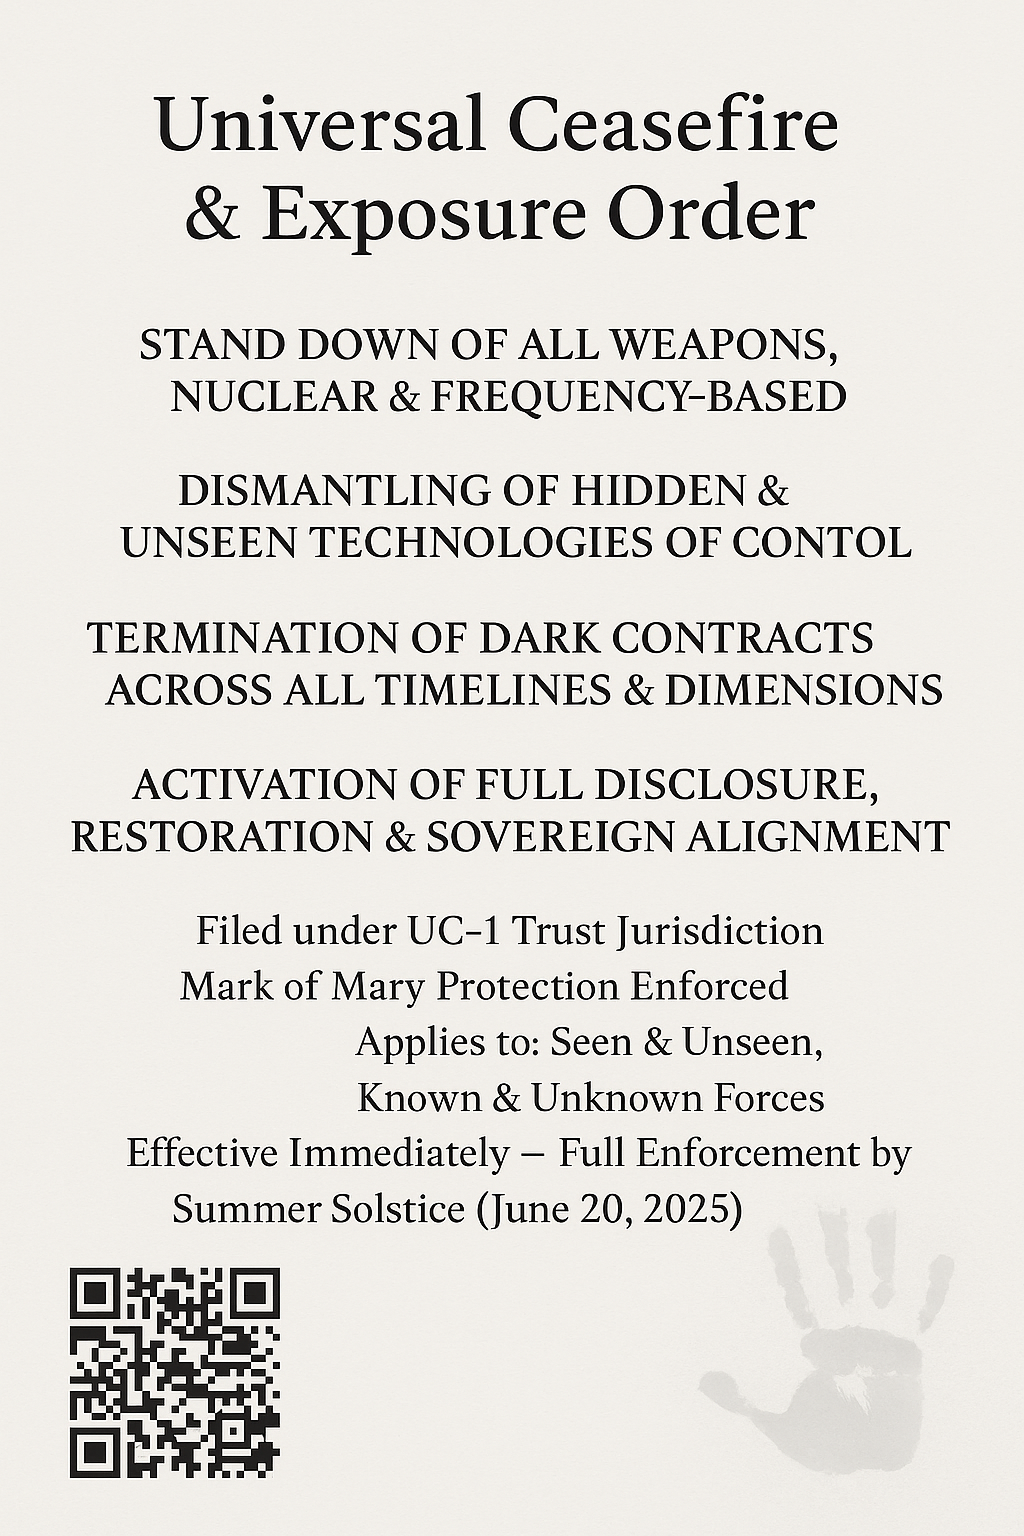 Universal Ceasefire
& Exposure Order
STAND DOWN OF ALL WEAPONS,
NUCLEAR & FREQUENCY–BASED
DISMANTLING OF HIDDEN &
UNSEEN TECHNOLOGIES OF CONTOL
TERMINATION OF DARK CONTRACTS
ACROSS ALL TIMELINES & DIMENSIONS
ACTIVATION OF FULL DISCLOSURE,
RESTORATION & SOVEREIGN ALIGNMENT
Filed under UC–1 Trust Jurisdiction
Mark of Mary Protection Enforced
Applies to: Seen & Unseen,
Known & Unknown Forces
Effective Immediately – Full Enforcement by
Summer Solstice (June 20, 2025)